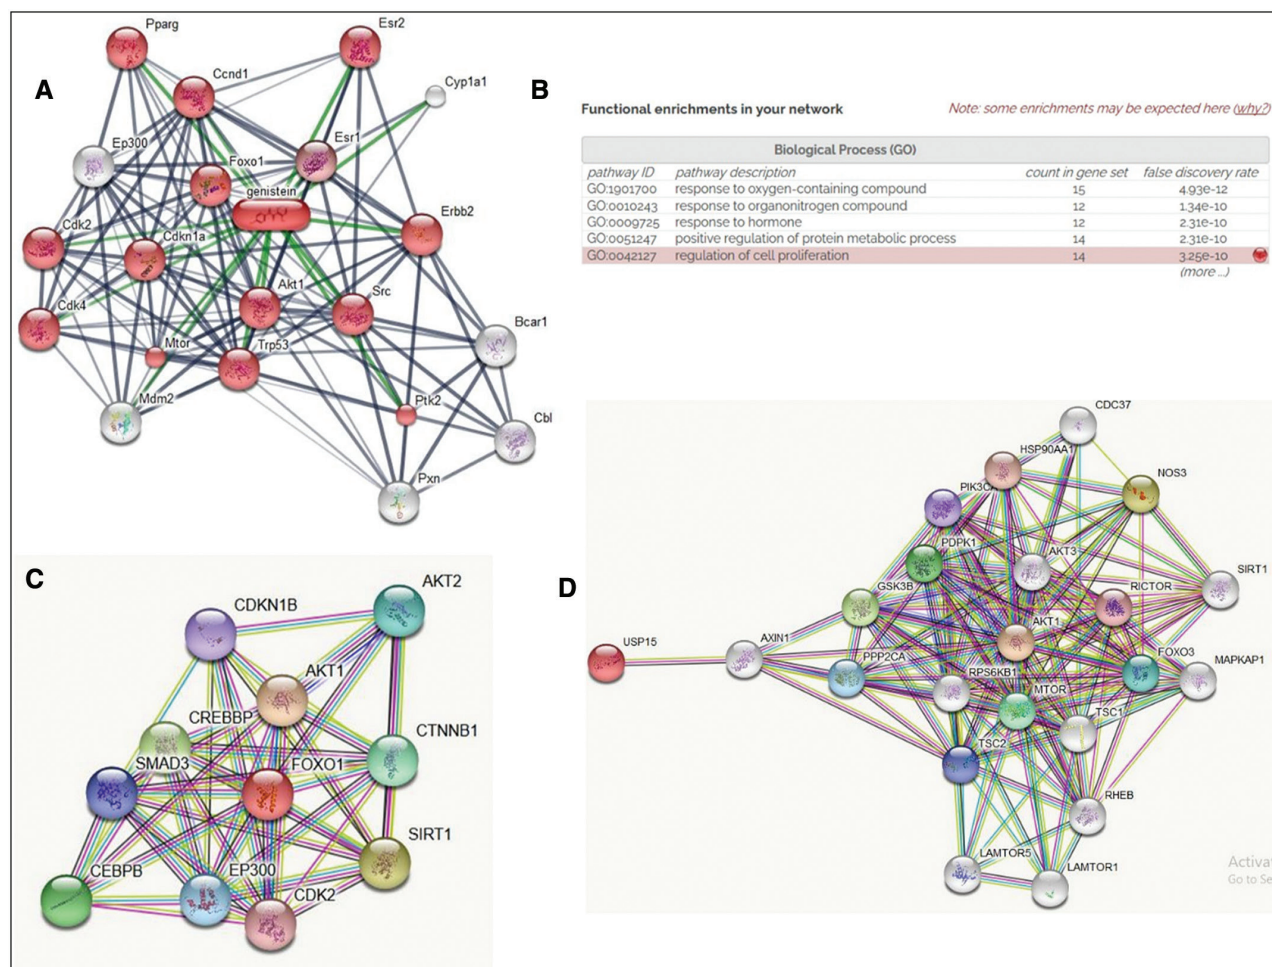 A
Pparg
Esr2
Ccnd1
Cyp1a1
Ep300
Esr1
Foxo1
genistein
Cdk2
Cdkn1a
Erbb2
Akt1
Src
Cdk4
Mtor
Trp53
Bcar1
Mdm2
Ptk2
Cbl
Pxn
B
Functional enrichments in your network Note: some enrichments may be expected here (why?)
Biological Process (GO)
pathway ID pathway description count in gene set false discovery rate
GO:1901700 response to oxygen-containing compound 15 4.93e-12
GO:0010243 response to organonitrogen compound 12 1.34e-10
GO:0009725 response to hormone 12 2.31e-10
GO:0051247 positive regulation of protein metabolic process 14 2.31e-10
GO:0042127 regulation of cell proliferation 14 3.25e-10
(more ...)
C
AKT2
CDKN1B
AKT1
CREBBP
CTNNB1
SMAD3
FOXO1
SIRT1
CEBPB
EP300
CDK2
D
CDC37
HSP90AA1
NOS3
PIK3CA
PDPK1
AKT3
SIRT1
GSK3B
RICTOR
AKT1
USP15
AXIN1
PPP2CA
FOXO3
MAPKAP1
RPS6KB1
MTOR
TSC1
TSC2
RHEB
LAMTOR5
LAMTOR1
Activa
Go to Se